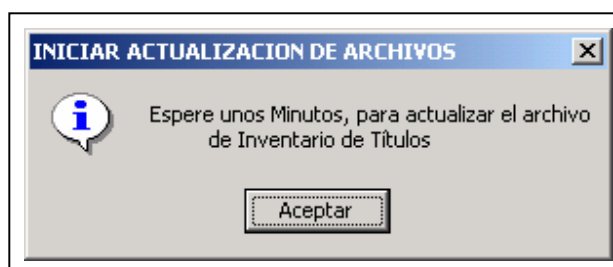 INICIAR ACTUALIZACION DE ARCHIVOS
Espere unos Minutos, para actualizar el archivo
de Inventario de Títulos
Aceptar